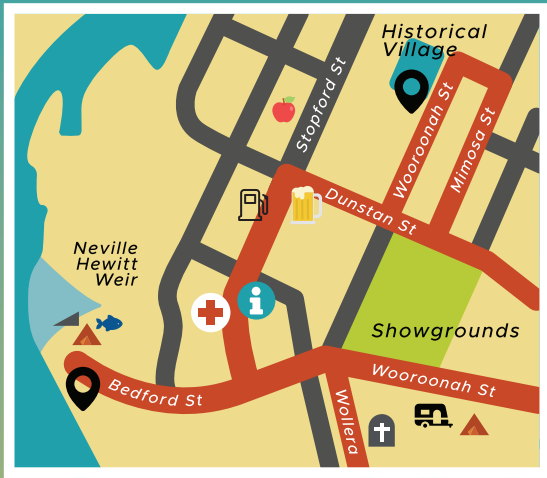 Historical
Village
Stopford St
Wooroonah St
Mimosa St
Dunstan St
Neville
Hewitt
Weir
Showgrounds
Wooroonah St
Bedford St
Wollera